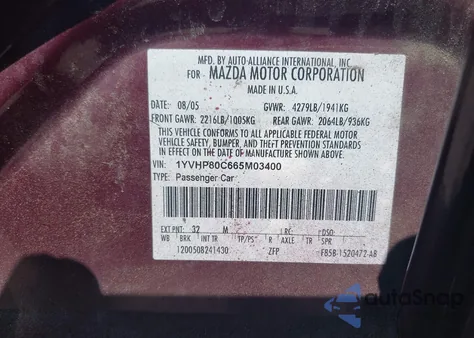 MFD. BY AUTO ALLIANCE INTERNATIONAL, INC.
FOR MAZDA MOTOR CORPORATION
MADE IN U.S.A.
DATE: 08/05 GVWR: 4279LB/1941KG
FRONT GAWR: 2216LB/1005KG REAR GAWR: 2064LB/936KG
THIS VEHICLE CONFORMS TO ALL APPLICABLE FEDERAL MOTOR
VEHICLE SAFETY, BUMPER, AND THEFT PREVENTION STANDARDS
IN EFFECT ON THE DATE OF MANUFACTURE SHOWN ABOVE.
VIN: 1YVHP80C665M03400
TYPE: Passenger Car
EXT PNT: 32 M RC: DSO:
WB BRK INT TR TP/PS R AXLE TR SPR
1200508241430 ZFP F85B-1520472-AB
autoSnap